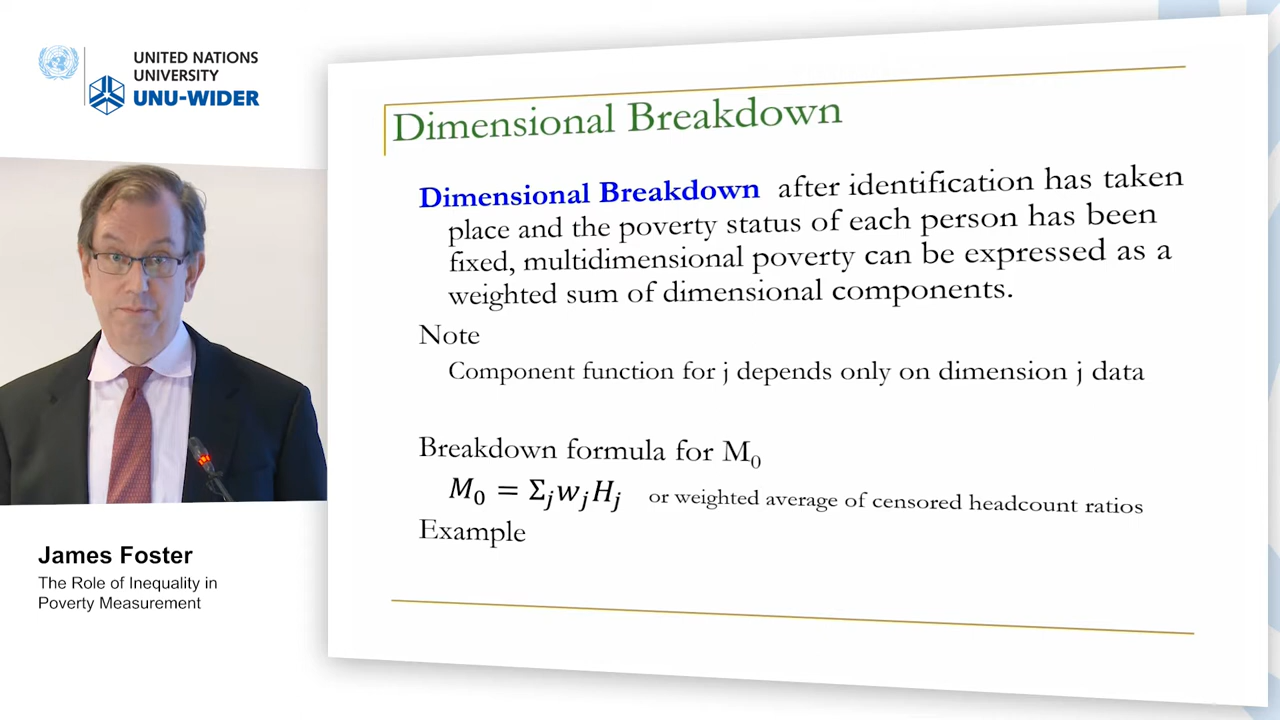 UNITED NATIONS
UNIVERSITY
UNU-WIDER
Dimensional Breakdown
Dimensional Breakdown after identification has taken
place and the poverty status of each person has been
fixed, multidimensional poverty can be expressed as a
weighted sum of dimensional components.
Note
Component function for j depends only on dimension j data
Breakdown formula for M₀
M₀ = ΣⱼwⱼHⱼ or weighted average of censored headcount ratios
Example
James Foster
The Role of Inequality in
Poverty Measurement